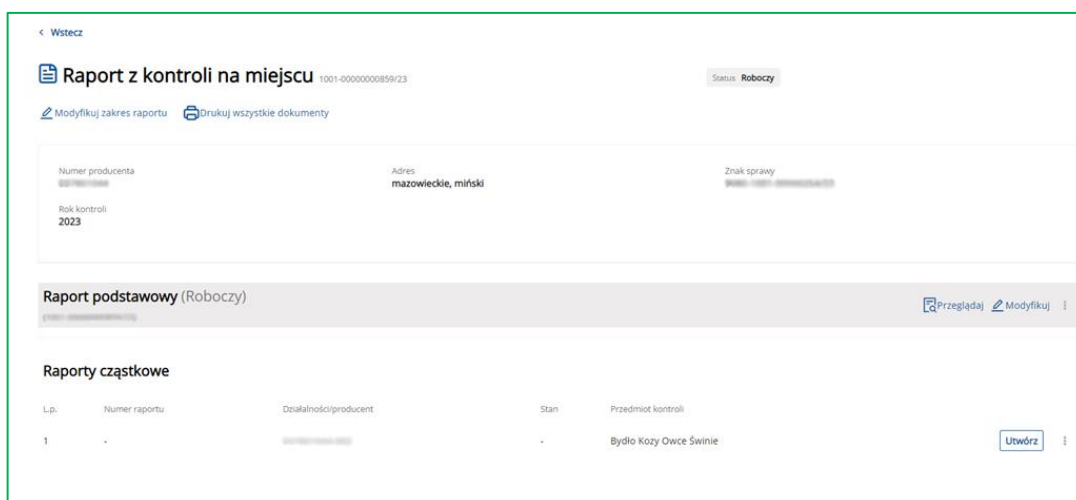 Wstecz
Raport z kontroli na miejscu 1001-00000000859/23
Status Roboczy
Modyfikuj zakres raportu Drukuj wszystkie dokumenty
Numer producenta Adres Znak sprawy
mazowieckie, miński
Rok kontroli
2023
Raport podstawowy (Roboczy)
Przeglądaj Modyfikuj
Raporty cząstkowe
L.p. Numer raportu Działalności/producent Stan Przedmiot kontroli
1 - - Bydło Kozy Owce Świnie Utwórz